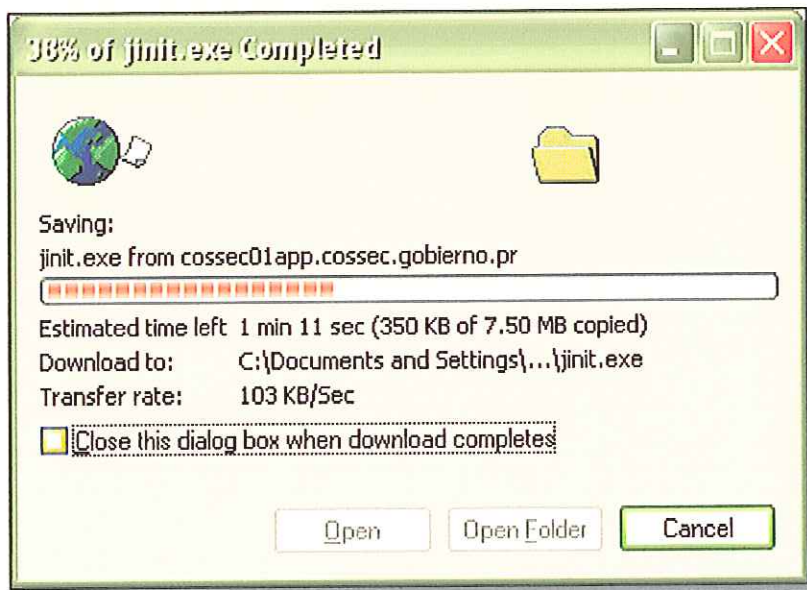 38% of jinit.exe Completed
Saving:
jinit.exe from cossec01app.cossec.gobierno.pr
Estimated time left 1 min 11 sec (350 KB of 7.50 MB copied)
Download to: C:\Documents and Settings\...\jinit.exe
Transfer rate: 103 KB/Sec
Close this dialog box when download completes
Open Open Folder Cancel